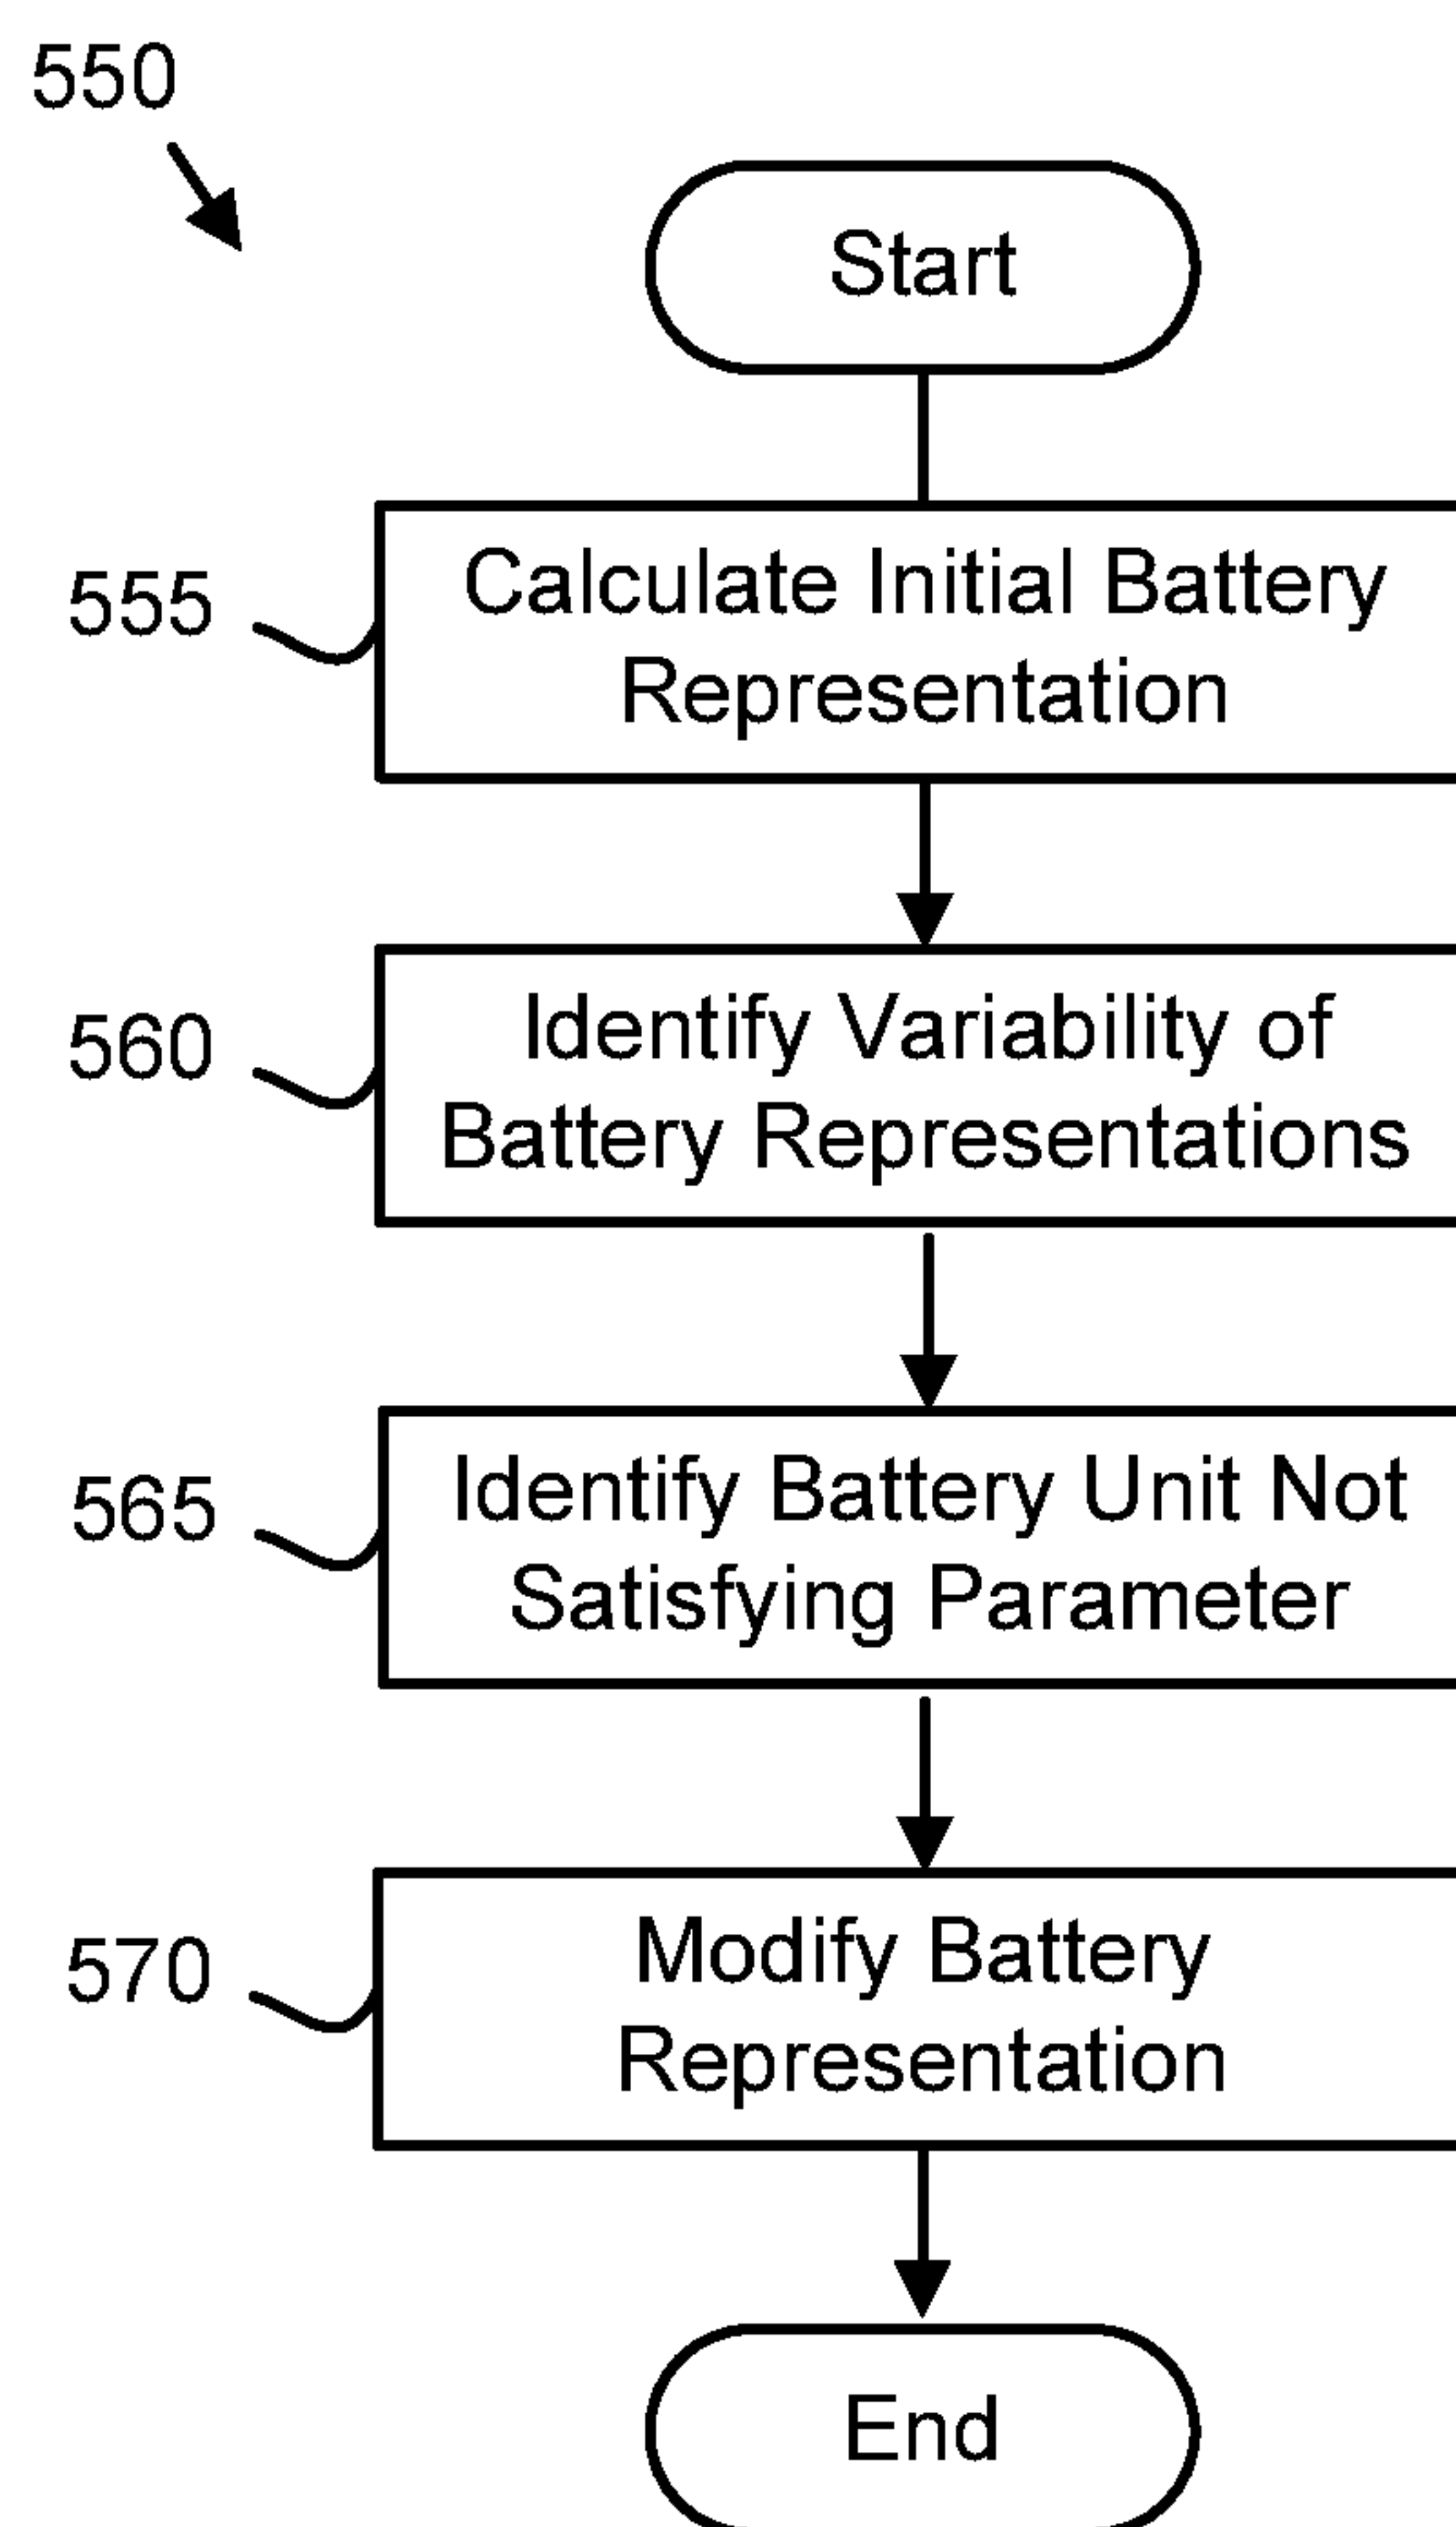 550
Start
555
Calculate Initial Battery
Representation
560
Identify Variability of
Battery Representations
565
Identify Battery Unit Not
Satisfying Parameter
570
Modify Battery
Representation
End